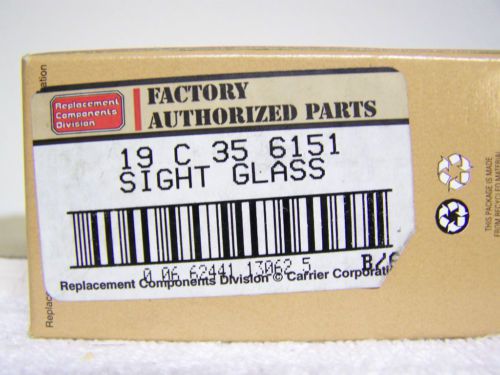 Replacement
Components
Division
FACTORY
AUTHORIZED PARTS
19 C 35 6151
SIGHT GLASS
0 06 62441 13062 5
B/
Replacement Components Division © Carrier Corporati
THIS PACKAGE IS MADE
FROM RECYCLED MATERIAL